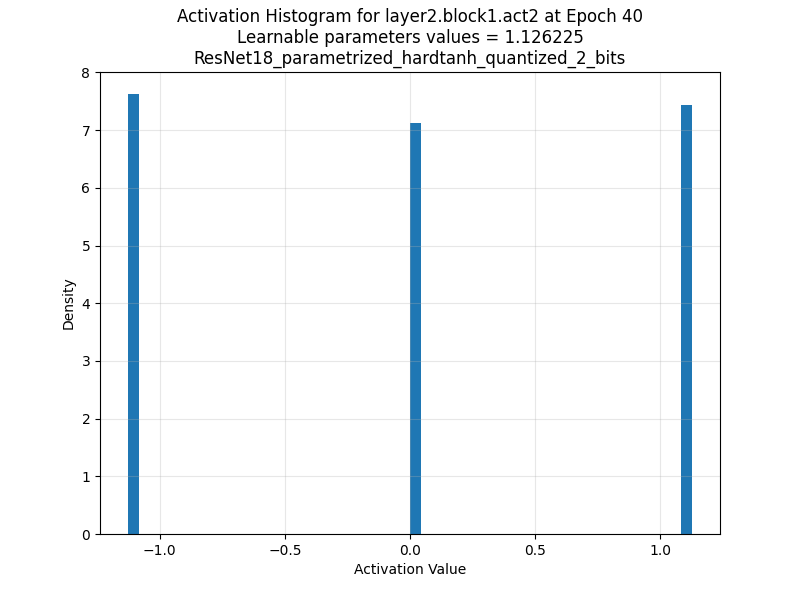 Activation Histogram for layer2.block1.act2 at Epoch 40
Learnable parameters values = 1.126225
ResNet18_parametrized_hardtanh_quantized_2_bits
8
7
6
5
4
3
2
1
0
Density
−1.0 −0.5 0.0 0.5 1.0
Activation Value